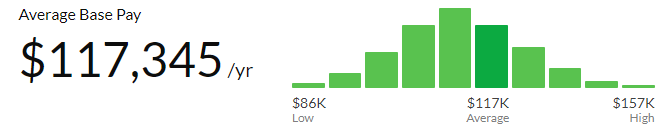 Average Base Pay
$117,345 /yr
$86K $117K $157K
Low Average High